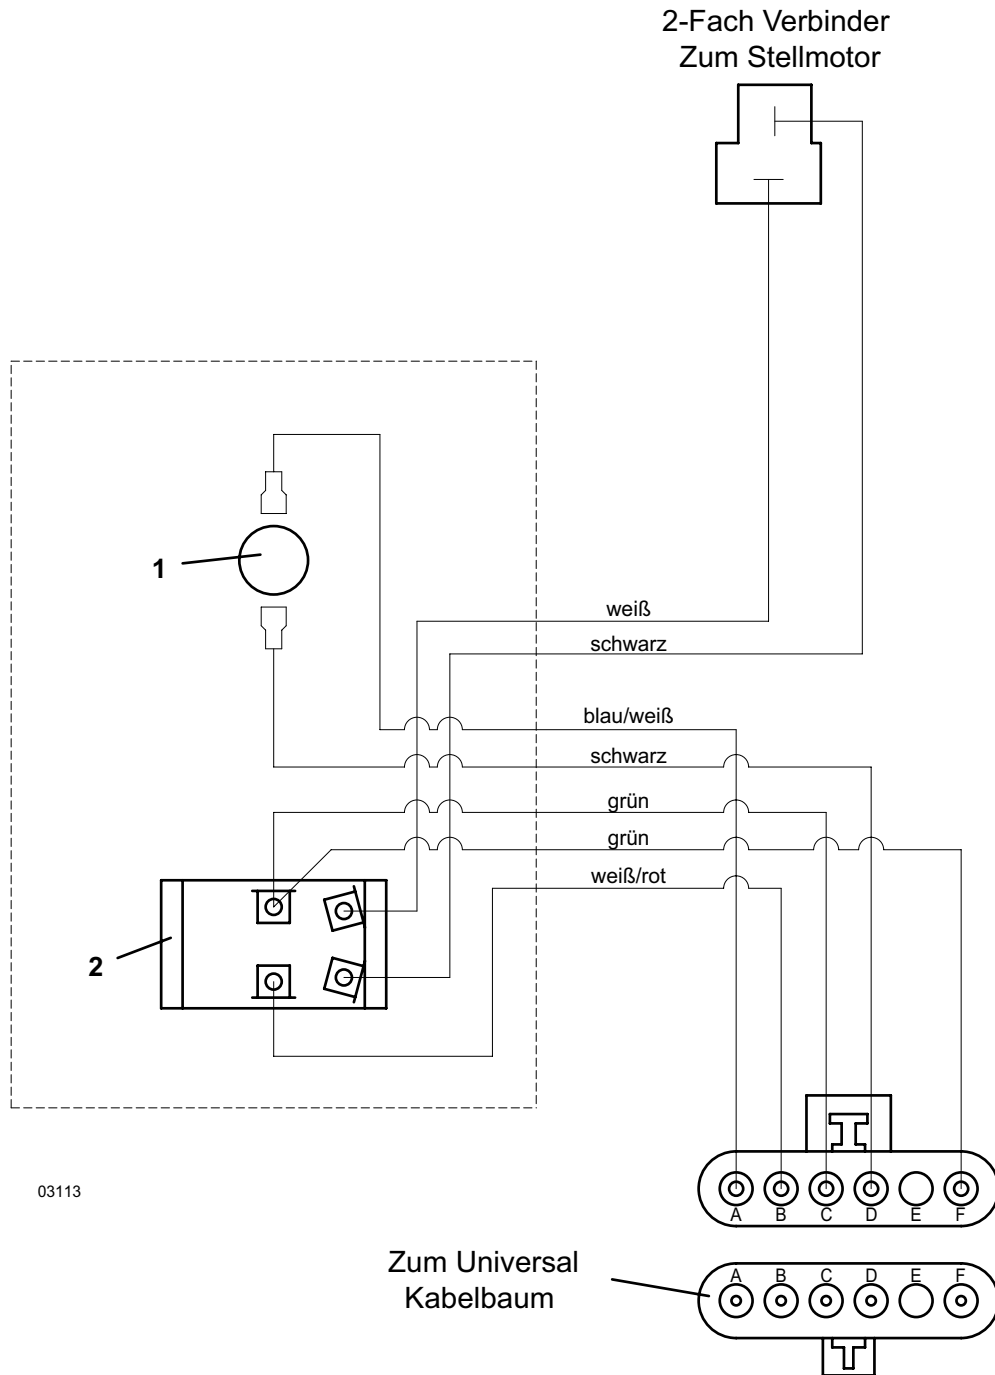 2-Fach Verbinder
Zum Stellmotor
1
weiß
schwarz
blau/weiß
schwarz
grün
grün
weiß/rot
2
03113
A B C D E F
Zum Universal
Kabelbaum
A B C D E F